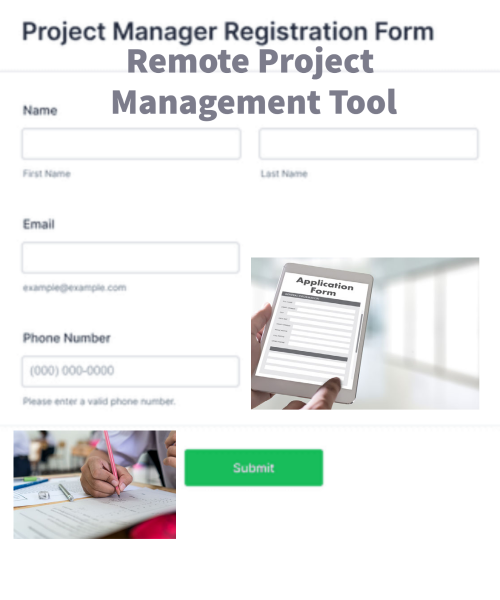 Project Manager Registration Form
Remote Project
Management Tool
Name
First Name
Last Name
Email
example@example.com
Application
Form
Phone Number
(000) 000-0000
Please enter a valid phone number.
Submit